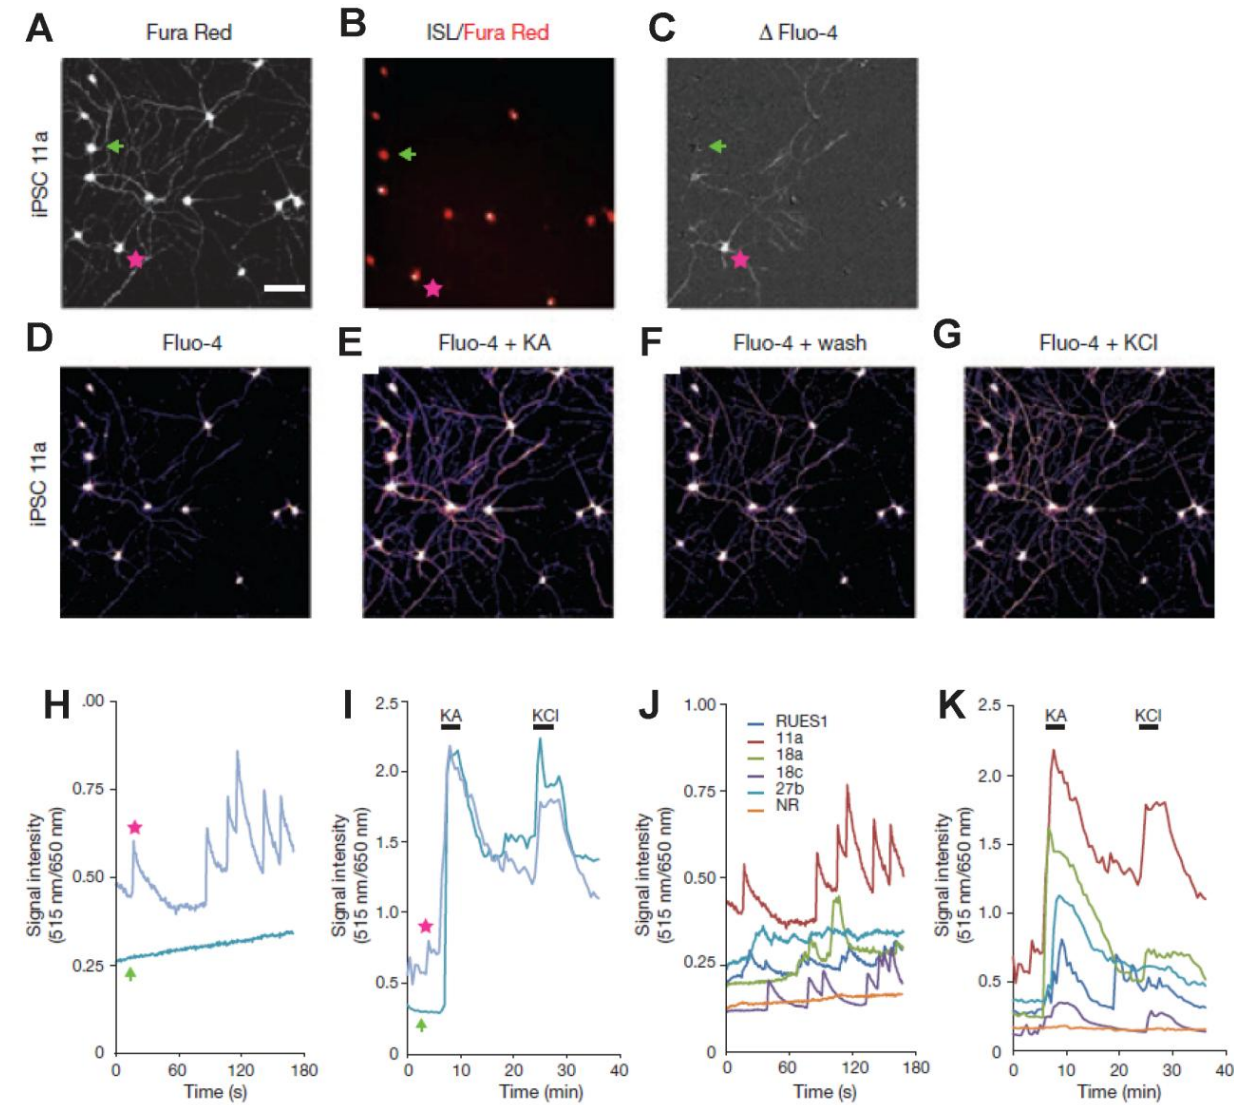 A
Fura Red
B
ISL/Fura Red
C
Δ Fluo-4
iPSC 11a
D
Fluo-4
E
Fluo-4 + KA
F
Fluo-4 + wash
G
Fluo-4 + KCl
iPSC 11a
H
.00
0.75
0.50
0.25
0
Signal intensity
(515 nm/650 nm)
0
60
120
180
Time (s)
I
2.5
2.0
1.5
1.0
0.5
0
KA
KCl
Signal intensity
(515 nm/650 nm)
0
10
20
30
40
Time (min)
J
1.00
0.75
0.50
0.25
0
RUES1
11a
18a
18c
27b
NR
Signal intensity
(515 nm/650 nm)
0
60
120
180
Time (s)
K
2.5
2.0
1.5
1.0
0.5
0
KA
KCl
Signal intensity
(515 nm/650 nm)
0
10
20
30
40
Time (min)